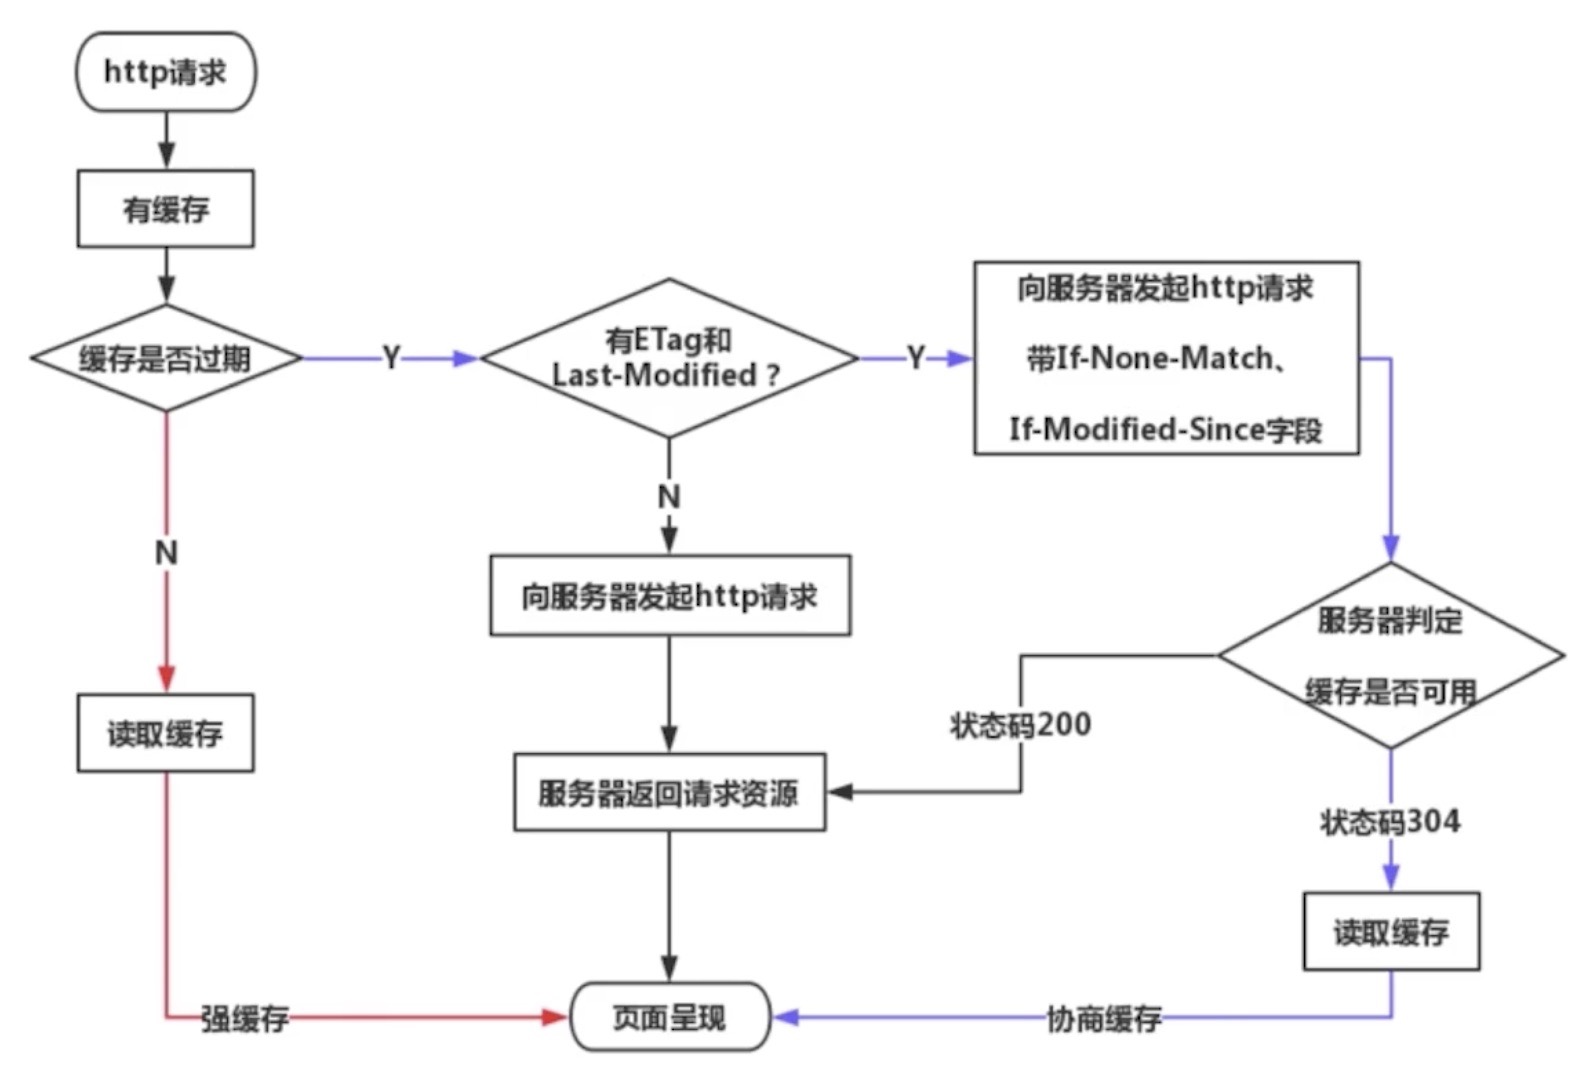 http请求
有缓存
缓存是否过期
Y
有ETag和
Last-Modified ?
Y
向服务器发起http请求
带If-None-Match、
If-Modified-Since字段
N
N
向服务器发起http请求
服务器判定
缓存是否可用
读取缓存
状态码200
服务器返回请求资源
状态码304
读取缓存
强缓存
页面呈现
协商缓存